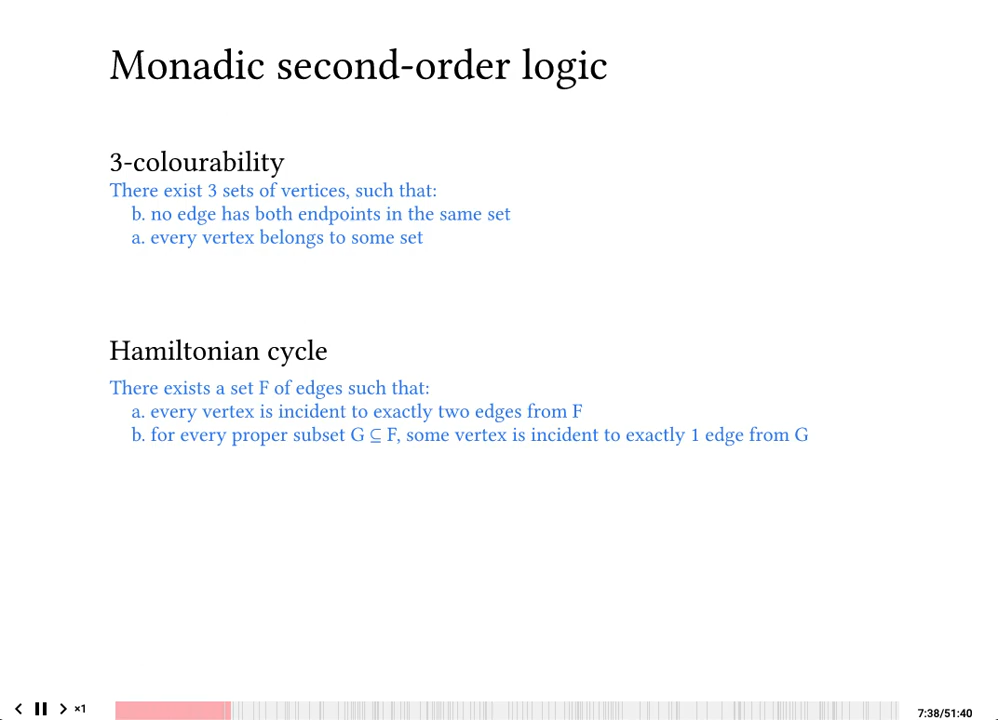 Monadic second-order logic
3-colourability
There exist 3 sets of vertices, such that:
b. no edge has both endpoints in the same set
a. every vertex belongs to some set
Hamiltonian cycle
There exists a set F of edges such that:
a. every vertex is incident to exactly two edges from F
b. for every proper subset G ⊆ F, some vertex is incident to exactly 1 edge from G
×1
7:38/51:40